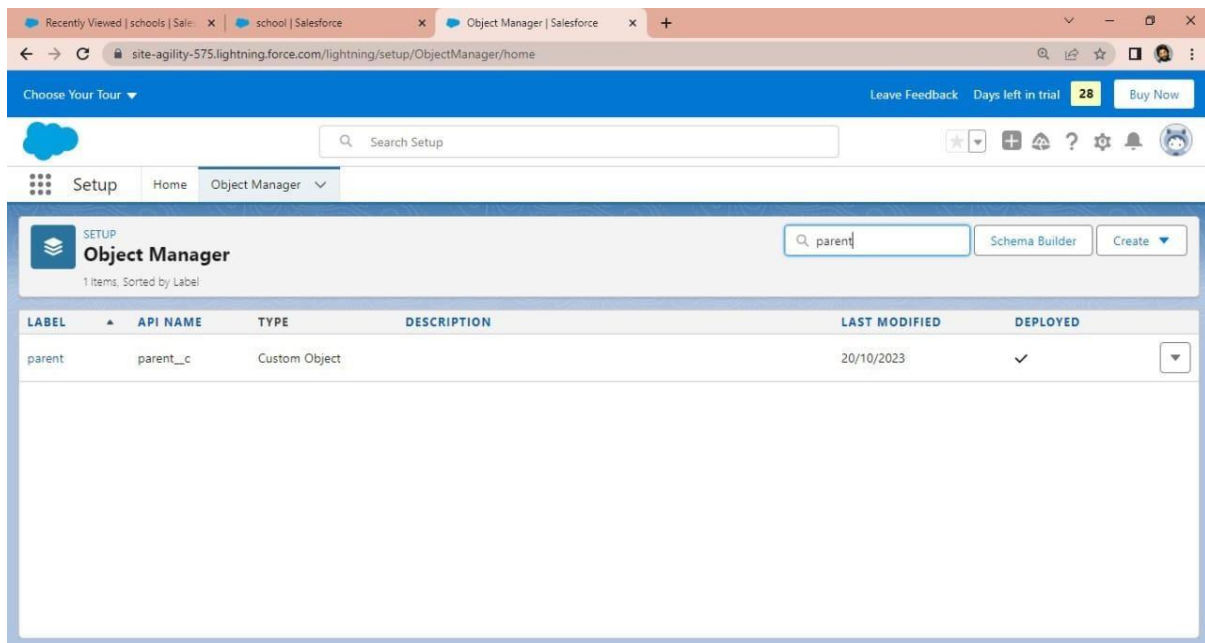 Recently Viewed | schools | Sale
school | Salesforce
Object Manager | Salesforce
site-agility-575.lightning.force.com/lightning/setup/ObjectManager/home
Choose Your Tour
Leave Feedback Days left in trial 28 Buy Now
Search Setup
Setup Home Object Manager
SETUP
Object Manager
1 Items, Sorted by Label
parent
Schema Builder
Create
LABEL API NAME TYPE DESCRIPTION LAST MODIFIED DEPLOYED
parent parent__c Custom Object 20/10/2023